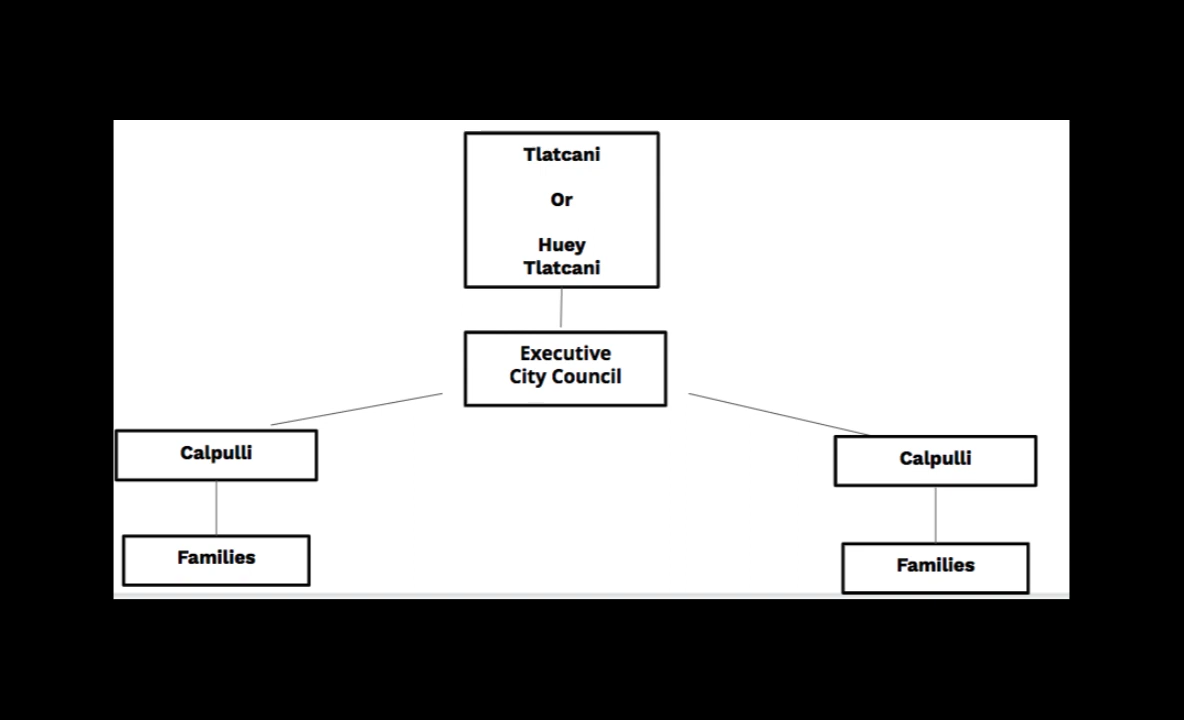 Tlatcani
Or
Huey
Tlatcani
Executive
City Council
Calpulli
Calpulli
Families
Families